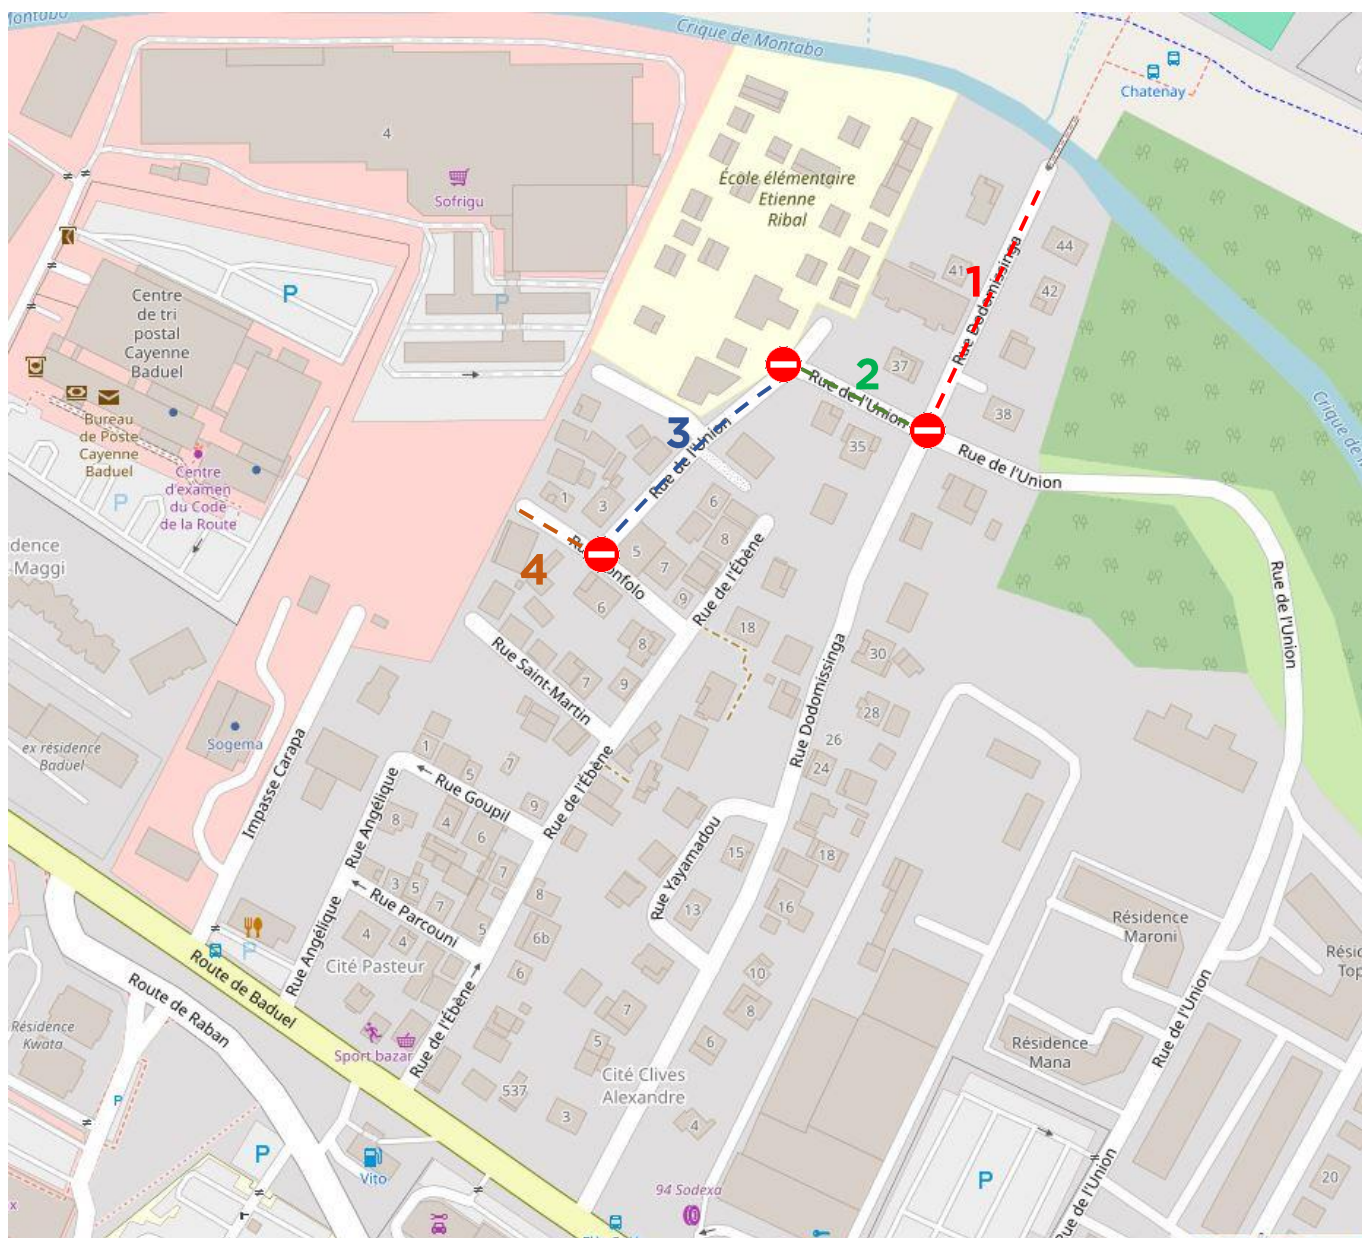 Montabo
Crique de Montabo
Chatenay
4
Sofrigu
École élémentaire
Etienne
Ribal
44
41
42
1
Rue Dodomissinga
P
P
Centre
de tri
postal
Cayenne
Baduel
37
2
Rue de l'Union
38
35
Rue de l'Union
Crique de
Bureau
de Poste
Cayenne
Baduel
Centre
d'examen
du Code
de la Route
P
3
Rue de l'Union
1
3
6
8
5
7
9
4
6
8
18
Rue de l'Ébène
Rue de l'Union
idence
Maggi
Rue Saint-Martin
7
9
30
28
26
24
Rue Dodomissinga
Sogema
ex résidence
Baduel
Impasse Carapa
1
5
7
Rue Goupil
9
Rue de l'Ébène
Rue Angélique
8
4
6
7
3
5
7
Rue Parcouni
5
8
6b
6
4
4
Cité Pasteur
Rue Angélique
Rue Yayamadou
15
13
18
16
10
8
6
7
5
Cité Clives
Alexandre
3
4
537
Résidence
Maroni
Rue de l'Union
Résidence
Mana
P
Route de Baduel
Route de Raban
Résidence
Kwata
P
Rue de l'Ébène
Sport bazar
P
Vito
94 Sodexa
P
Rue de l'Union
20
x